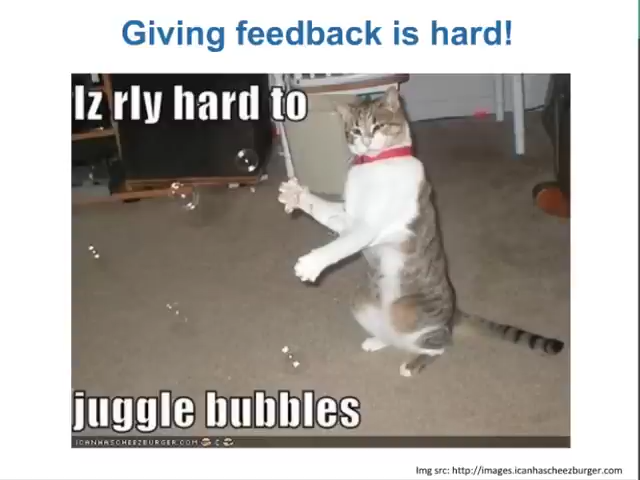 Giving feedback is hard!
Iz rly hard to
juggle bubbles
ICANHASCHEEZBURGER.COM
Img src: http://images.icanhascheezburger.com